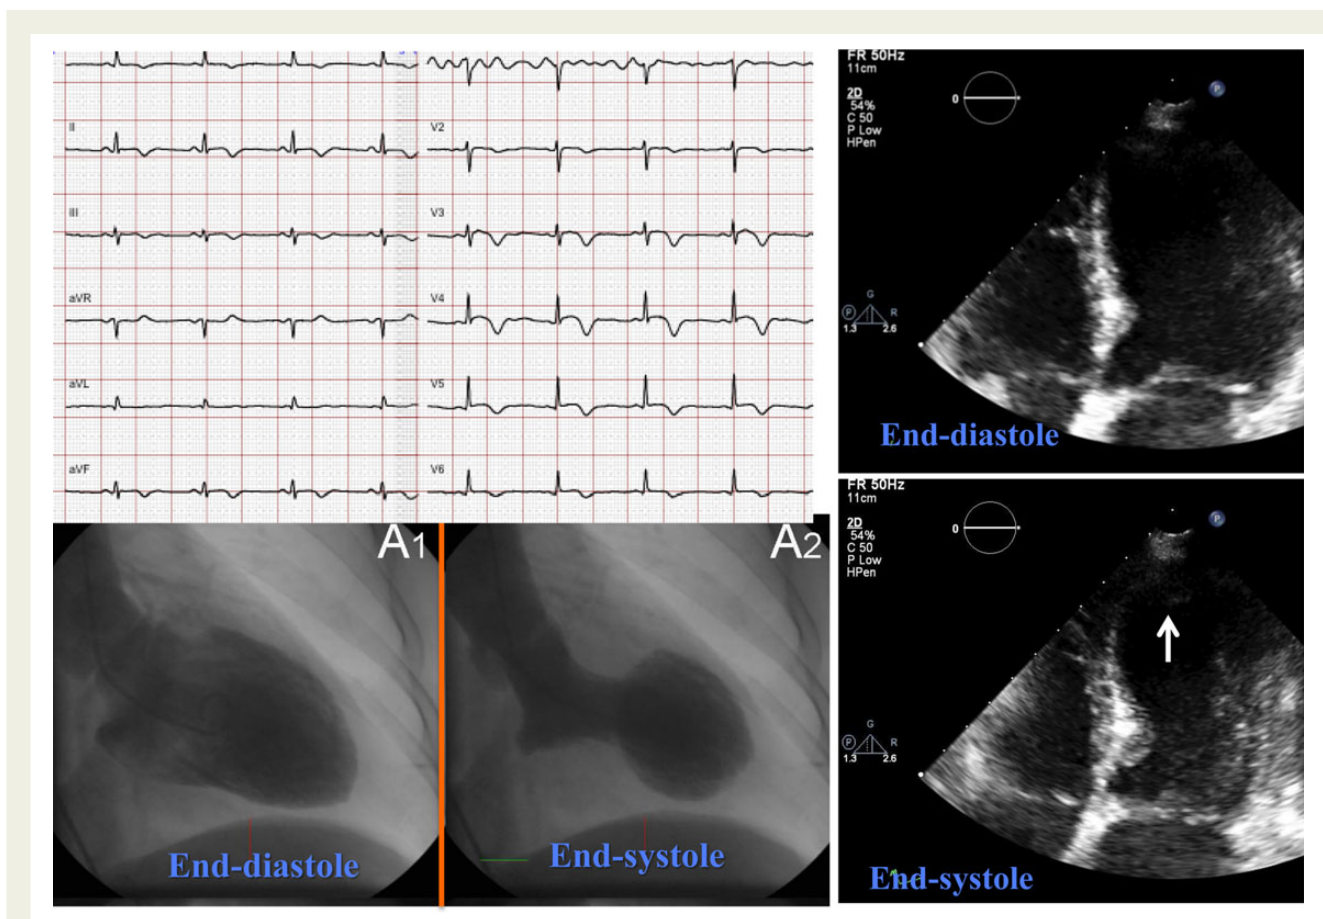 II
III
aVR
aVL
aVF
V2
V3
V4
V5
V6
A1
End-diastole
A2
End-systole
FR 50Hz
11cm
2D
54%
C 50
P Low
HPen
0
P
G
P R
1.3 2.6
End-diastole
FR 50Hz
11cm
2D
54%
C 50
P Low
HPen
0
P
G
P R
1.3 2.6
End-systole